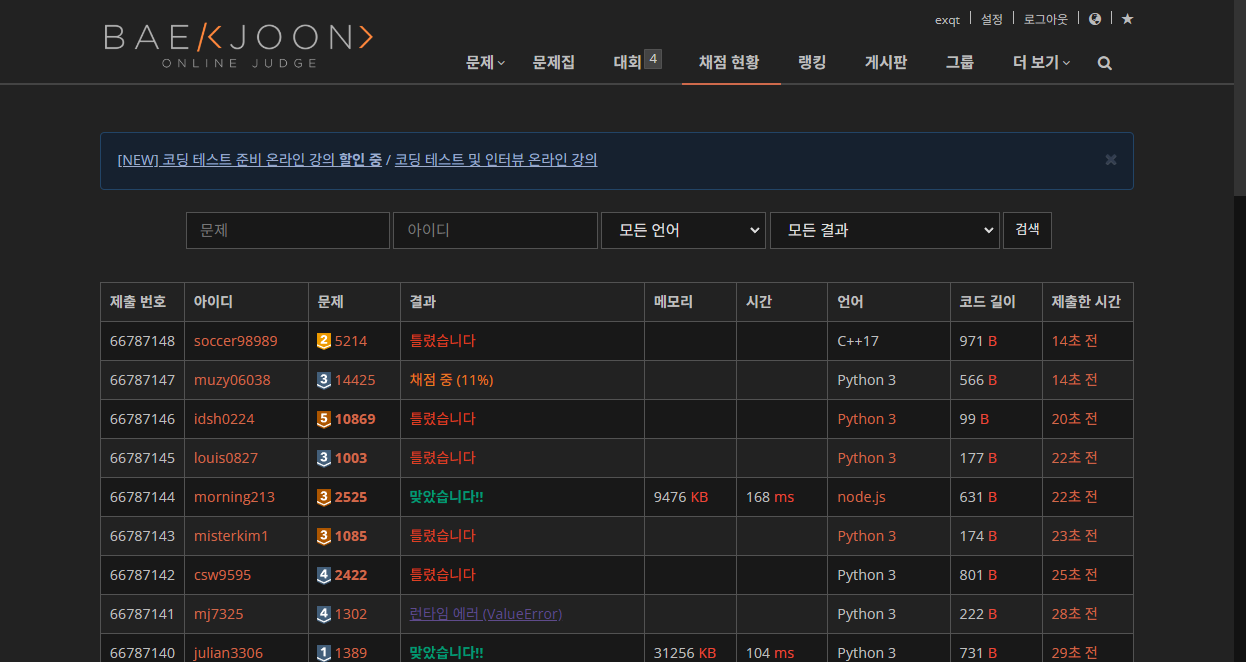 exqt 설정 로그아웃
BAEKJOON>
ONLINE JUDGE
문제 문제집 대회 4 채점 현황 랭킹 게시판 그룹 더 보기
[NEW] 코딩 테스트 준비 온라인 강의 할인 중 / 코딩 테스트 및 인터뷰 온라인 강의 ×
문제 아이디 모든 언어 모든 결과 검색
제출 번호 아이디 문제 결과 메모리 시간 언어 코드 길이 제출한 시간
66787148 soccer98989 2 5214 틀렸습니다 C++17 971 B 14초 전
66787147 muzy06038 3 14425 채점 중 (11%) Python 3 566 B 14초 전
66787146 idsh0224 5 10869 틀렸습니다 Python 3 99 B 20초 전
66787145 louis0827 3 1003 틀렸습니다 Python 3 177 B 22초 전
66787144 morning213 3 2525 맞았습니다!! 9476 KB 168 ms node.js 631 B 22초 전
66787143 misterkim1 3 1085 틀렸습니다 Python 3 174 B 23초 전
66787142 csw9595 4 2422 틀렸습니다 Python 3 801 B 25초 전
66787141 mj7325 4 1302 런타임 에러 (ValueError) Python 3 222 B 28초 전
66787140 julian3306 1 1389 맞았습니다!! 31256 KB 104 ms Python 3 731 B 29초 전